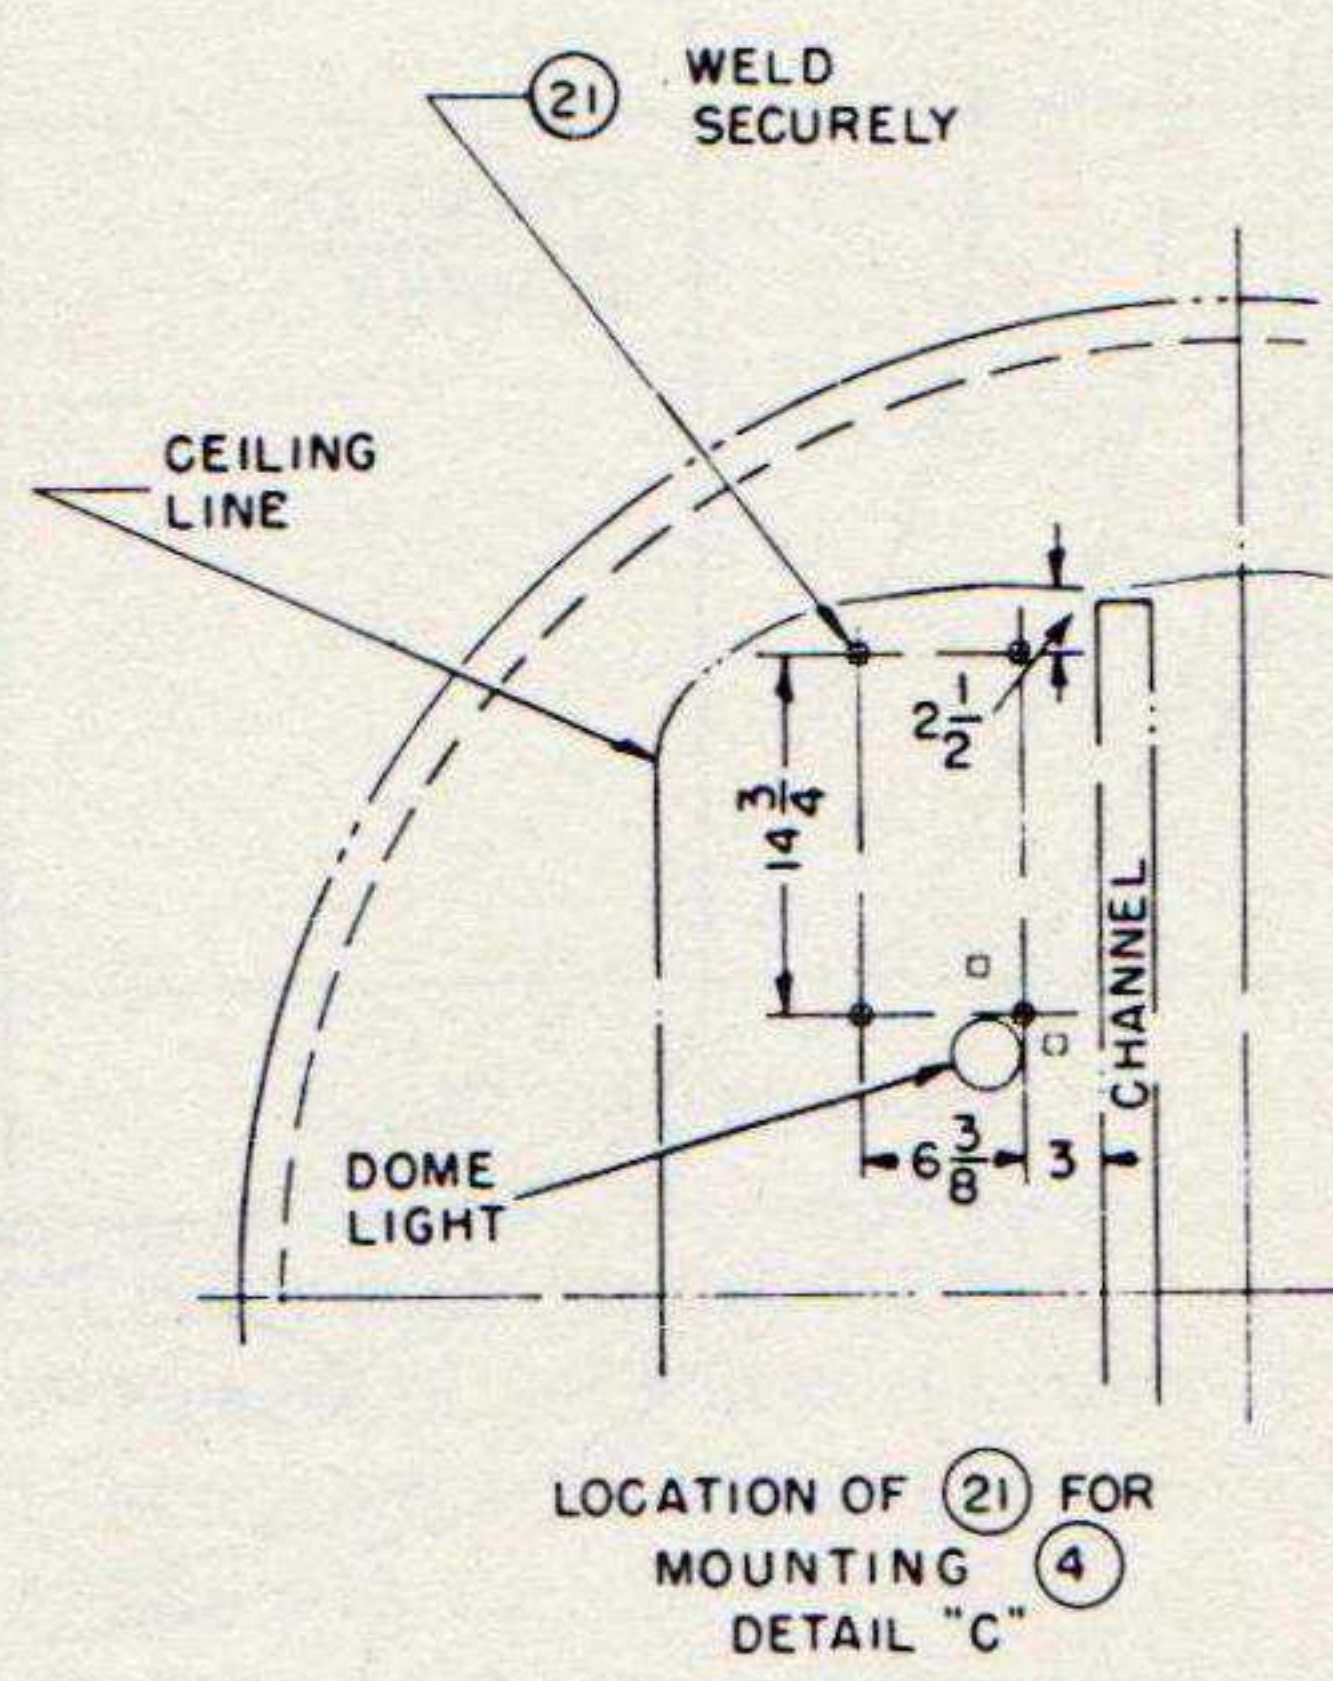 21 WELD
SECURELY
CEILING
LINE
2 1/2
14 3/4
CHANNEL
6 3/8 3
DOME
LIGHT
LOCATION OF 21 FOR
MOUNTING 4
DETAIL "C"